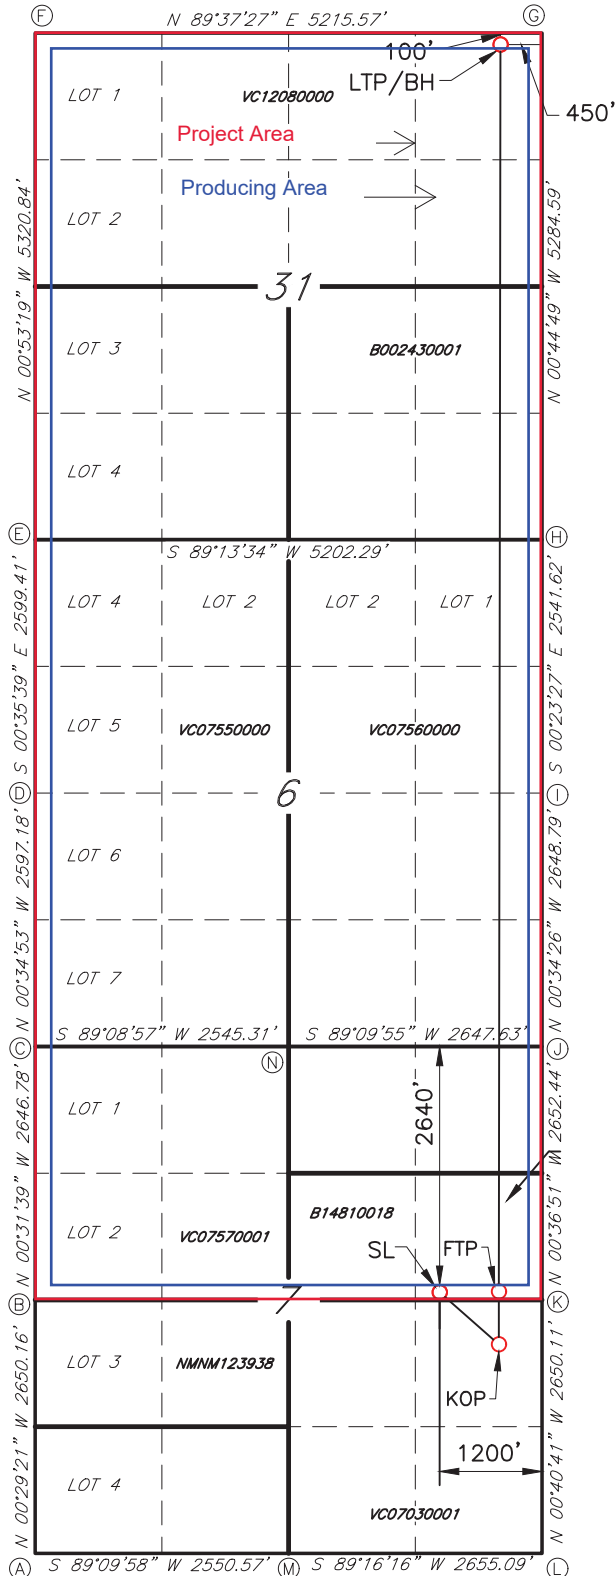 F
N 89°37'27" E 5215.57'
G
100'
LTP/BH
450'
LOT 1
VC12080000
Project Area
Producing Area
LOT 2
N 00°53'19" W 5320.84'
N 00°44'49" W 5284.59'
31
LOT 3
B002430001
LOT 4
E
H
S 89°13'34" W 5202.29'
LOT 4
LOT 2
LOT 2
LOT 1
S 00°35'39" E 2599.41'
S 00°23'27" E 2541.62'
LOT 5
VC07550000
VC07560000
D
6
I
LOT 6
N 00°34'53" W 2597.18'
N 00°34'26" W 2648.79'
LOT 7
S 89°08'57" W 2545.31'
S 89°09'55" W 2647.63'
C
N
J
LOT 1
2640'
N 00°31'39" W 2646.78'
N 00°36'51" W 2652.44'
B14810018
LOT 2
VC07570001
SL
FTP
B
7
K
LOT 3
NMNM123938
KOP
N 00°29'21" W 2650.16'
N 00°40'41" W 2650.11'
1200'
LOT 4
VC07030001
A
S 89°09'58" W 2550.57'
M
S 89°16'16" W 2655.09'
L